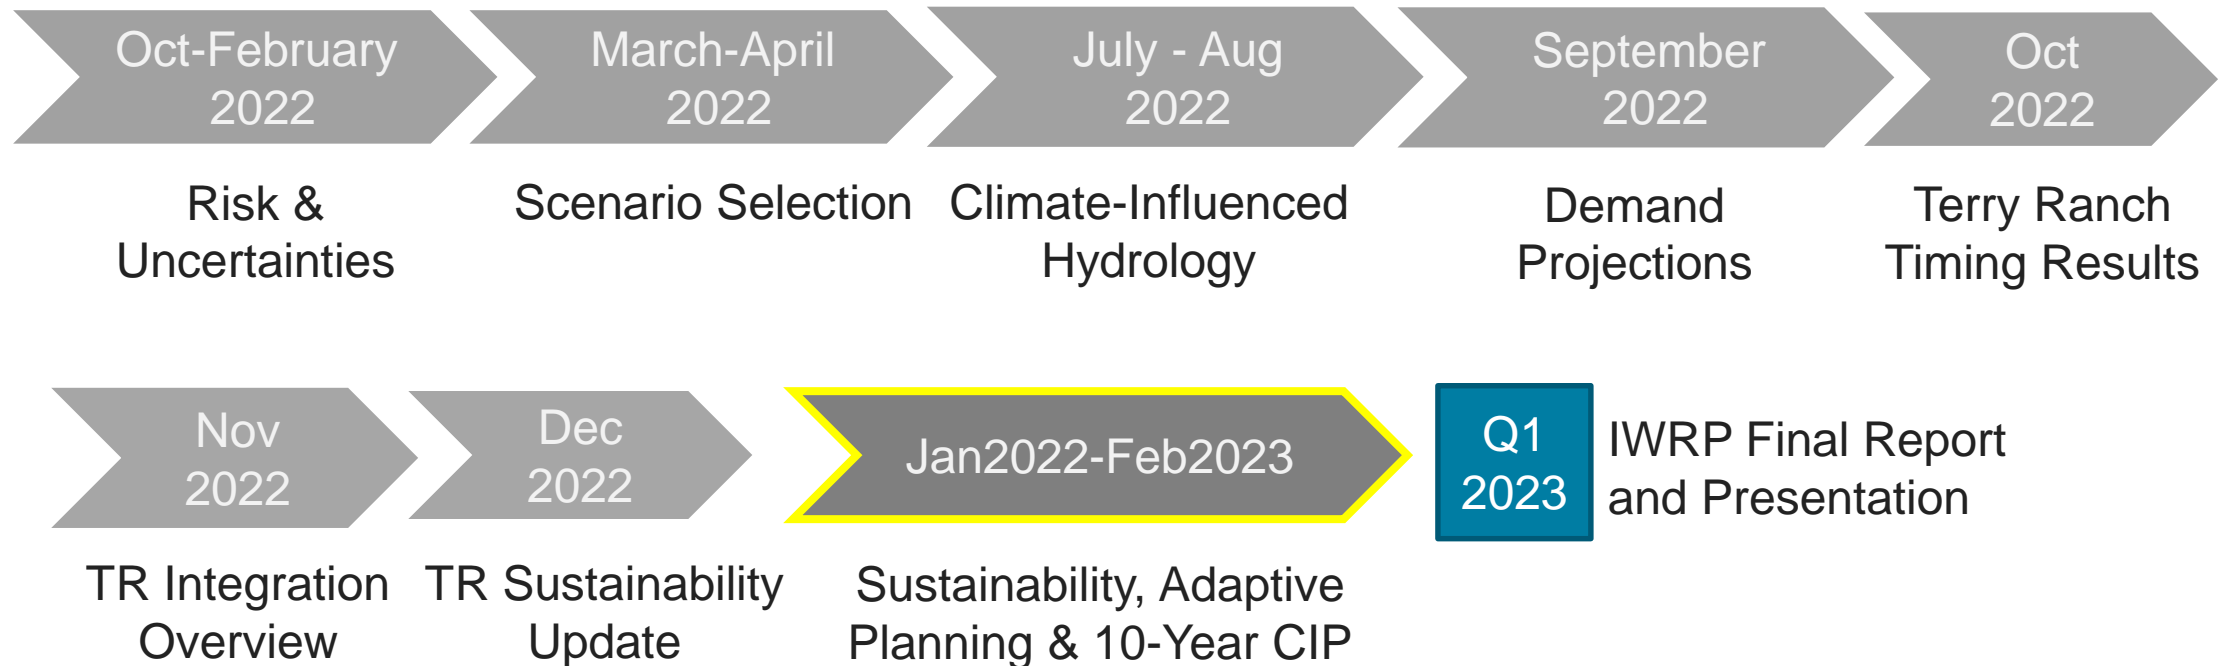 Oct-February
2022
March-April
2022
July - Aug
2022
September
2022
Oct
2022
Risk &
Uncertainties
Scenario Selection
Climate-Influenced
Hydrology
Demand
Projections
Terry Ranch
Timing Results
Nov
2022
Dec
2022
Jan2022-Feb2023
Q1
2023
IWRP Final Report
and Presentation
TR Integration
Overview
TR Sustainability
Update
Sustainability, Adaptive
Planning & 10-Year CIP